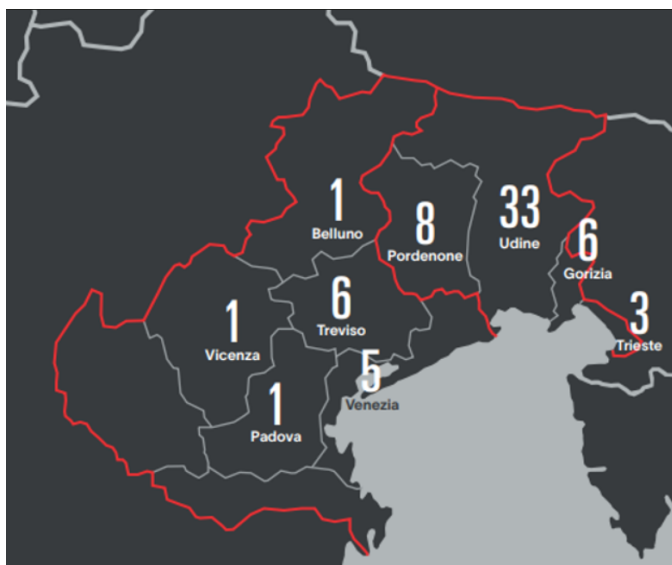 1
Belluno
8
Pordenone
33
Udine
6
Gorizia
3
Trieste
6
Treviso
1
Vicenza
5
Venezia
1
Padova